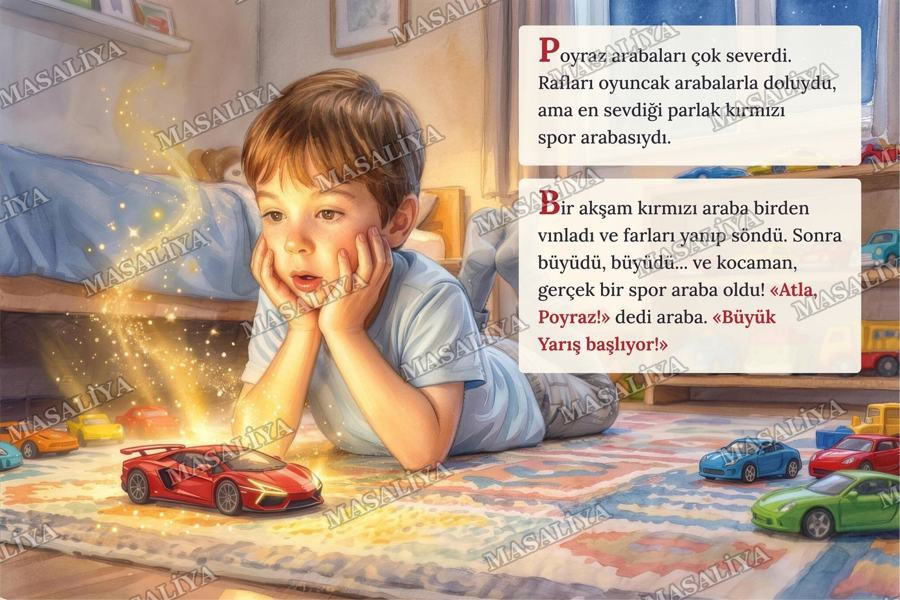 Poyraz arabaları çok severdi.
Rafları oyuncak arabalarla doluydu,
ama en sevdiği parlak kırmızı
spor arabasıydı.
Bir akşam kırmızı araba birden
vınladı ve farları yanıp söndü. Sonra
büyüdü, büyüdü... ve kocaman,
gerçek bir spor araba oldu! «Atla,
Poyraz!» dedi araba. «Büyük
Yarış başlıyor!»
MASALİYA